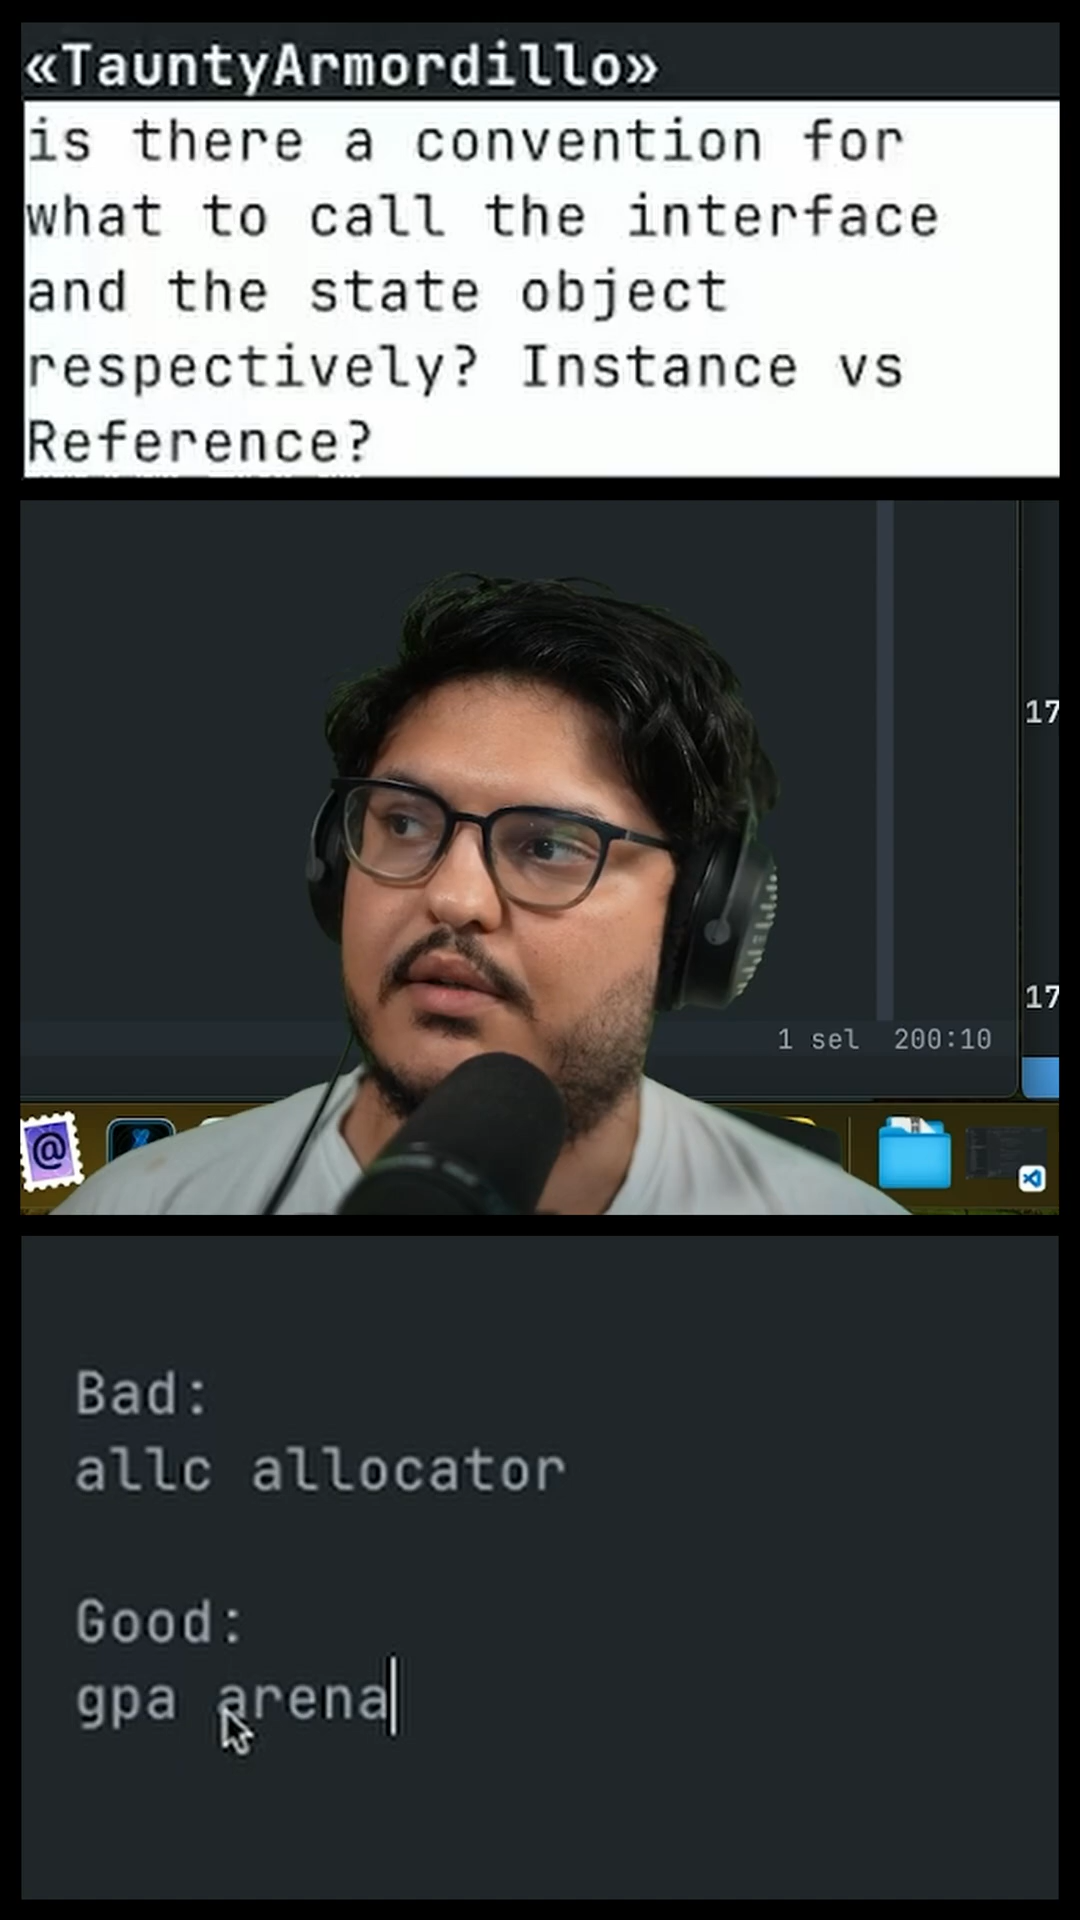 «TauntyArmordillo»
is there a convention for
what to call the interface
and the state object
respectively? Instance vs
Reference?
17
17
1 sel 200:10
@
Bad:
allc allocator
Good:
gpa arena